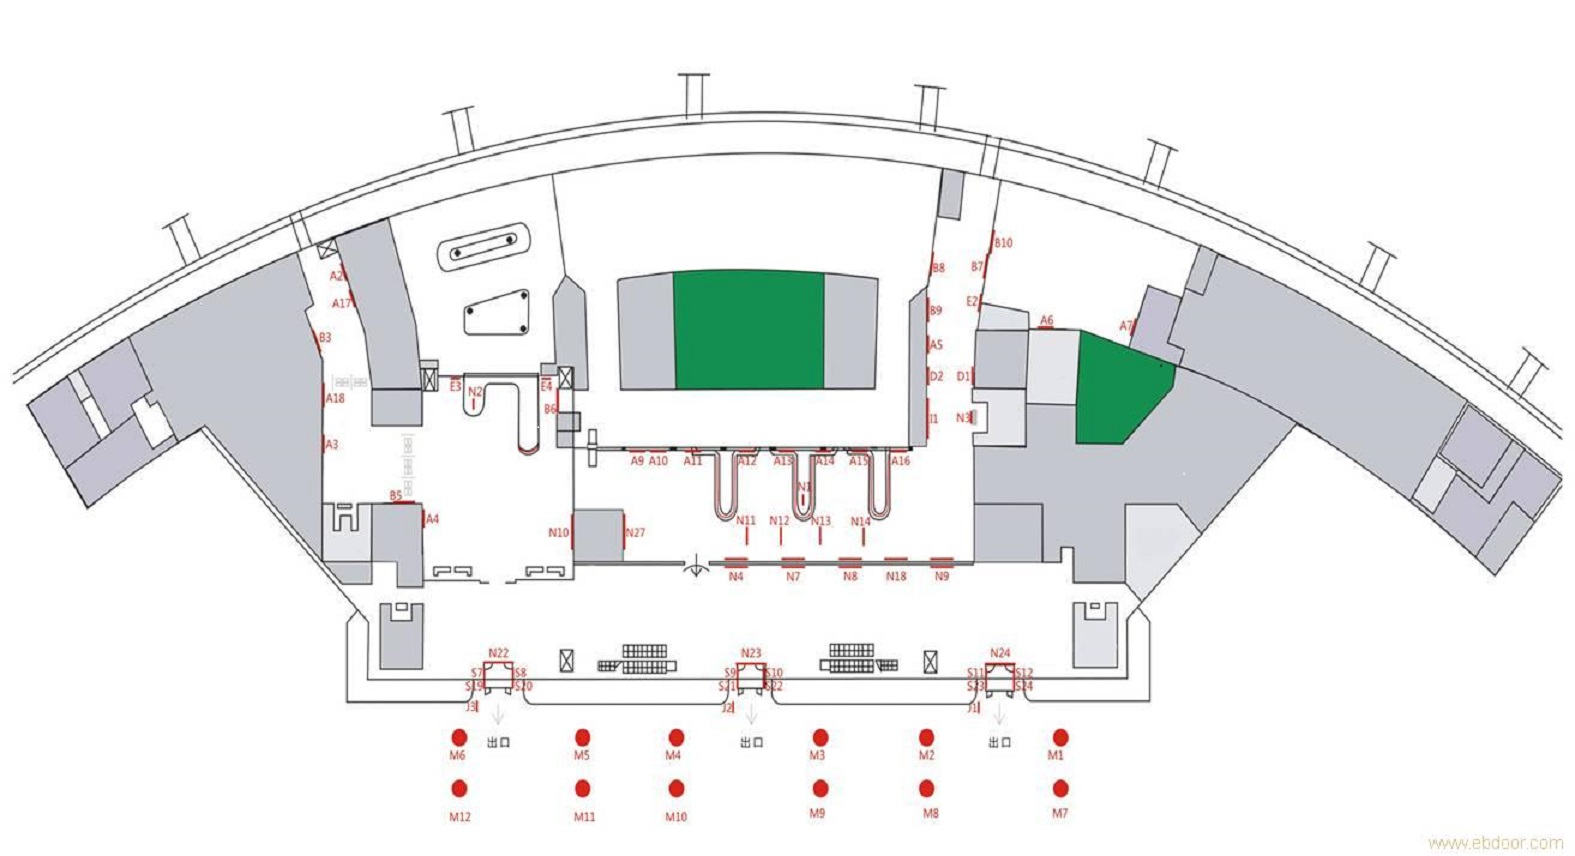 B10
B8
B7
A2
A17
E2
B9
A6
A7
B3
A5
D2
D1
E3
N2
E4
A18
B6
I1
N3
A3
A9
A10
A11
A12
A13
A14
A15
A16
N1
B5
A4
N11
N12
N13
N14
N10
N27
N4
N7
N8
N18
N9
N22
N23
N24
S7
S8
S9
S10
S11
S12
S19
S20
S21
S22
S23
S24
J3
J2
J1
出口
出口
出口
M6
M5
M4
M3
M2
M1
M12
M11
M10
M9
M8
M7
www.ebdoor.com